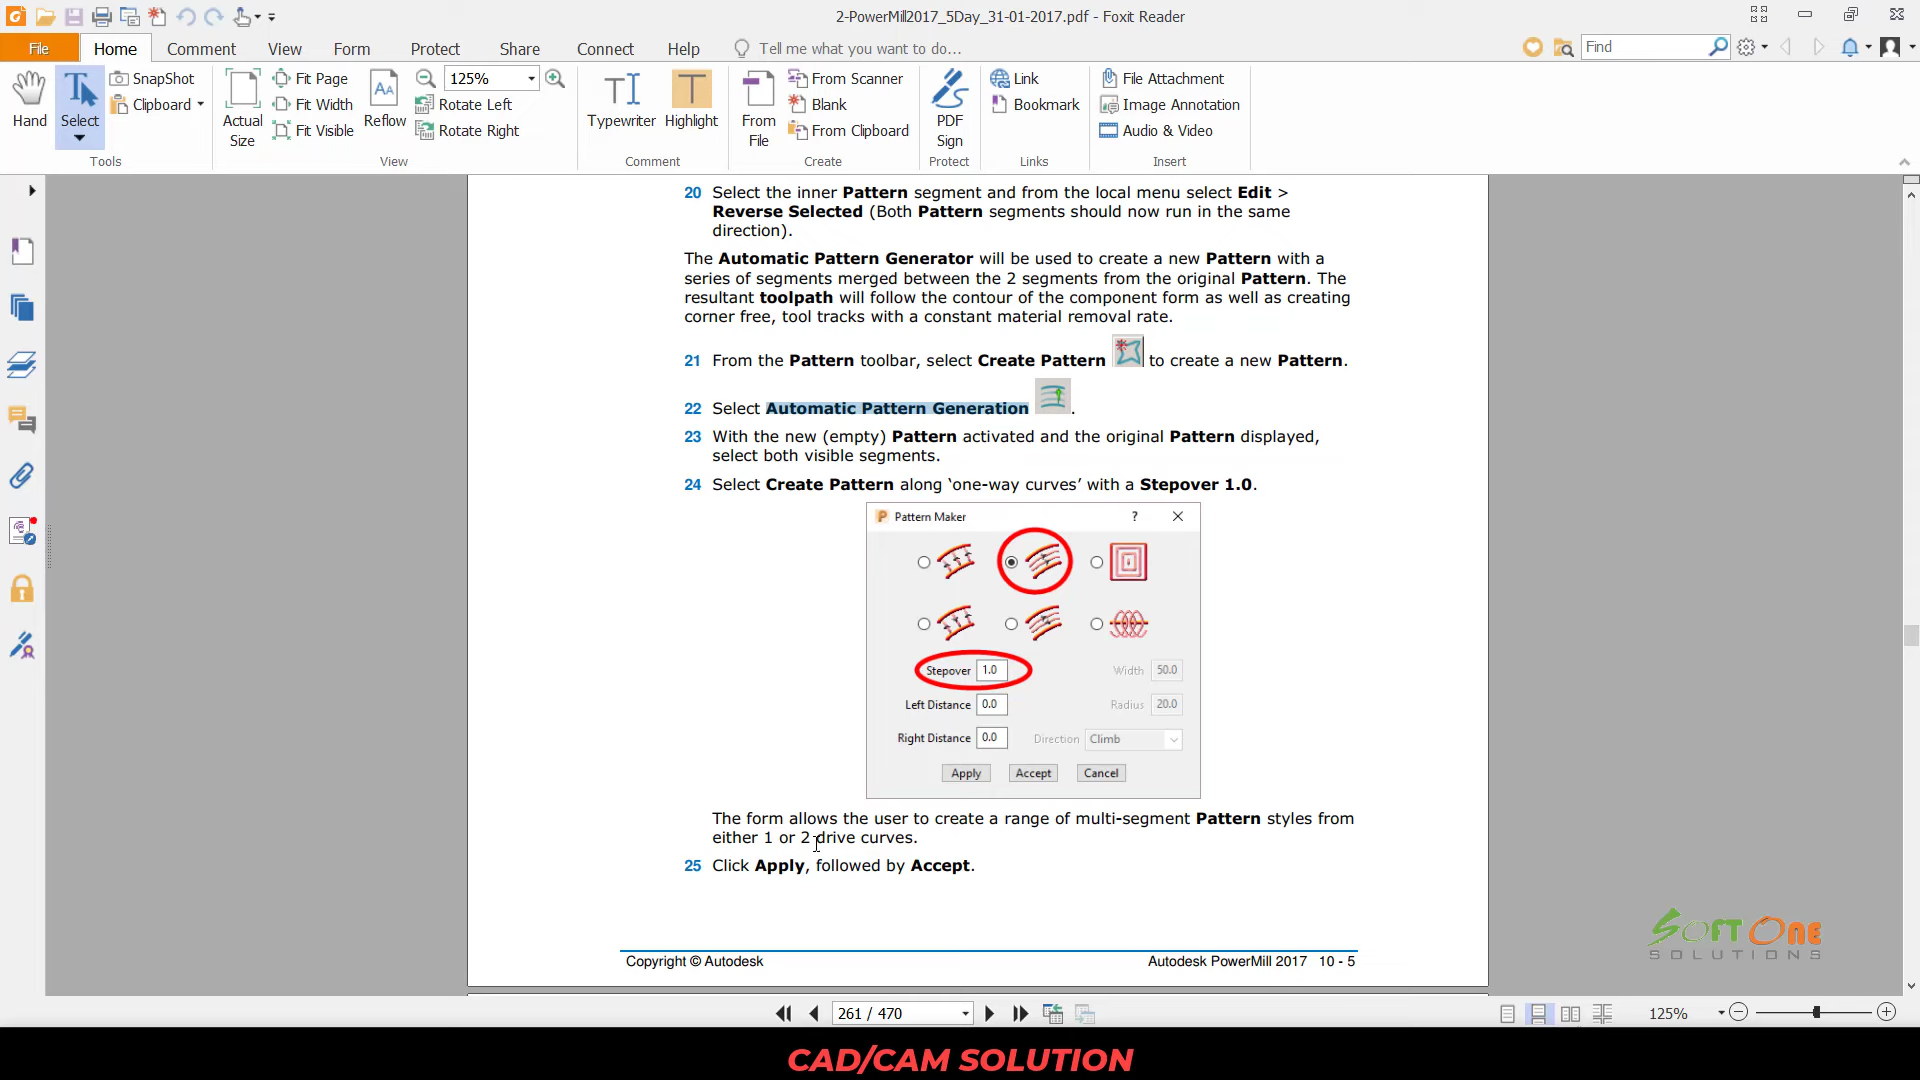 2-PowerMill2017_5Day_31-01-2017.pdf - Foxit Reader
File Home Comment View Form Protect Share Connect Help Tell me what you want to do... Find
Hand
Select
SnapShot
Clipboard
Tools
Actual Size
Fit Page
Fit Width
Fit Visible
Reflow
125%
Rotate Left
Rotate Right
View
Typewriter
Highlight
Comment
From File
From Scanner
Blank
From Clipboard
Create
PDF Sign
Protect
Link
Bookmark
Links
File Attachment
Image Annotation
Audio & Video
Insert
20 Select the inner Pattern segment and from the local menu select Edit >
Reverse Selected (Both Pattern segments should now run in the same
direction).
The Automatic Pattern Generator will be used to create a new Pattern with a
series of segments merged between the 2 segments from the original Pattern. The
resultant toolpath will follow the contour of the component form as well as creating
corner free, tool tracks with a constant material removal rate.
21 From the Pattern toolbar, select Create Pattern to create a new Pattern.
22 Select Automatic Pattern Generation .
23 With the new (empty) Pattern activated and the original Pattern displayed,
select both visible segments.
24 Select Create Pattern along ‘one-way curves’ with a Stepover 1.0.
P Pattern Maker ?
Stepover 1.0 Width 50.0
Left Distance 0.0 Radius 20.0
Right Distance 0.0 Direction Climb
Apply Accept Cancel
The form allows the user to create a range of multi-segment Pattern styles from
either 1 or 2 drive curves.
25 Click Apply, followed by Accept.
SOFT ONE
SOLUTIONS
Copyright © Autodesk Autodesk PowerMill 2017 10 - 5
261 / 470 125%
CAD/CAM SOLUTION